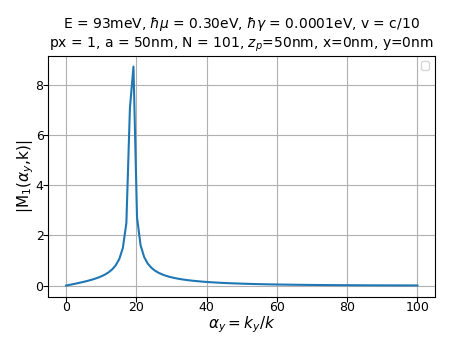 E = 93meV, ℏμ = 0.30eV, ℏγ = 0.0001eV, v = c/10
px = 1, a = 50nm, N = 101, z_p=50nm, x=0nm, y=0nm
|M₁(α_y,k)|
8
6
4
2
0
0 20 40 60 80 100
α_y = k_y/k